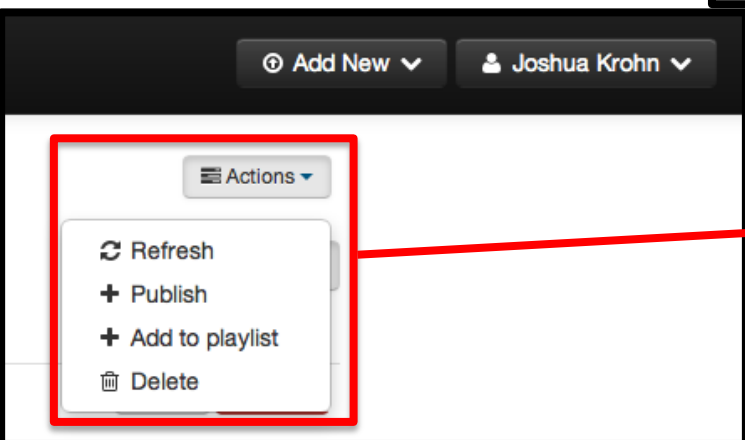 Add New
Joshua Krohn
Actions
Refresh
Publish
Add to playlist
Delete